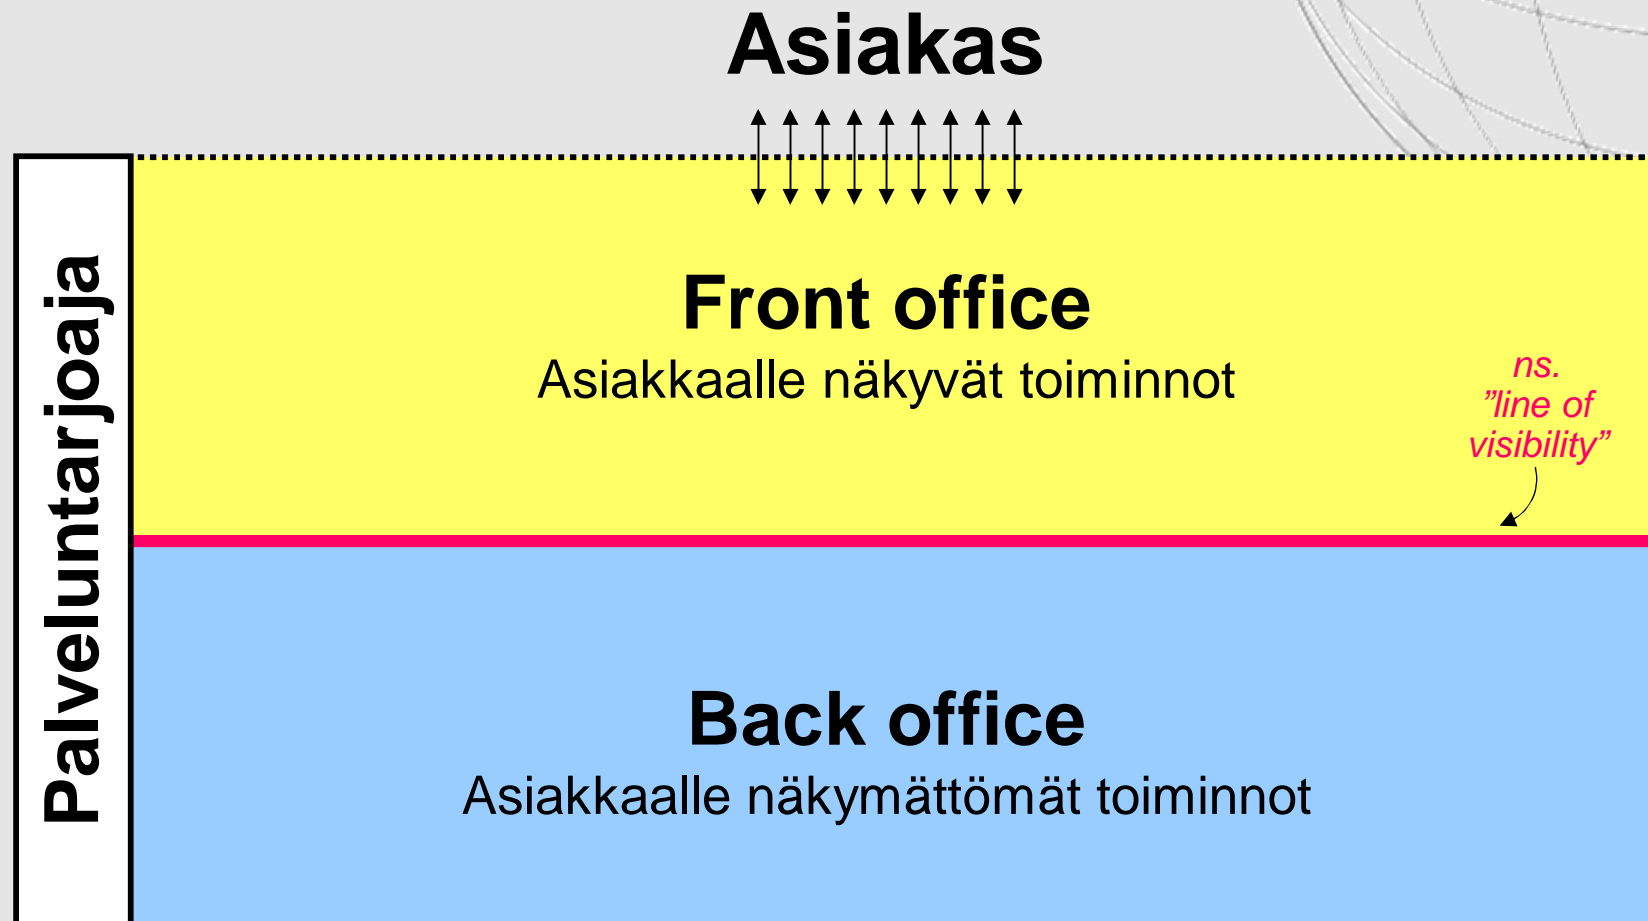 Asiakas
Palveluntarjoaja
Front office
Asiakkaalle näkyvät toiminnot
ns.
”line of
visibility”
Back office
Asiakkaalle näkymättömät toiminnot